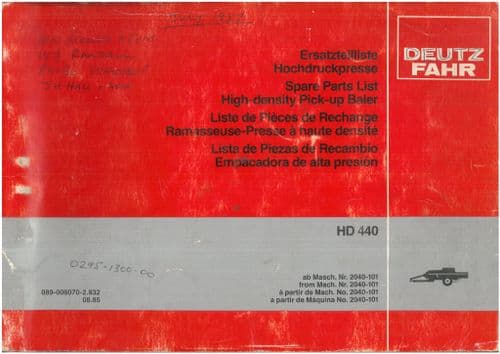 DEUTZ
FAHR
Ersatzteilliste
Hochdruckpresse
Spare Parts List
High-density Pick-up Baler
Liste de Pièces de Rechange
Ramasseuse-Presse à haute densité
Lista de Piezas de Recambio
Empacadora de alta presión
HD 440
0295-1300-00
089-008070-2.832
08.85
ab Masch. Nr. 2040-101
from Mach. Nr. 2040-101
à partir de Mach. No. 2040-101
a partir de Máquina No. 2040-101